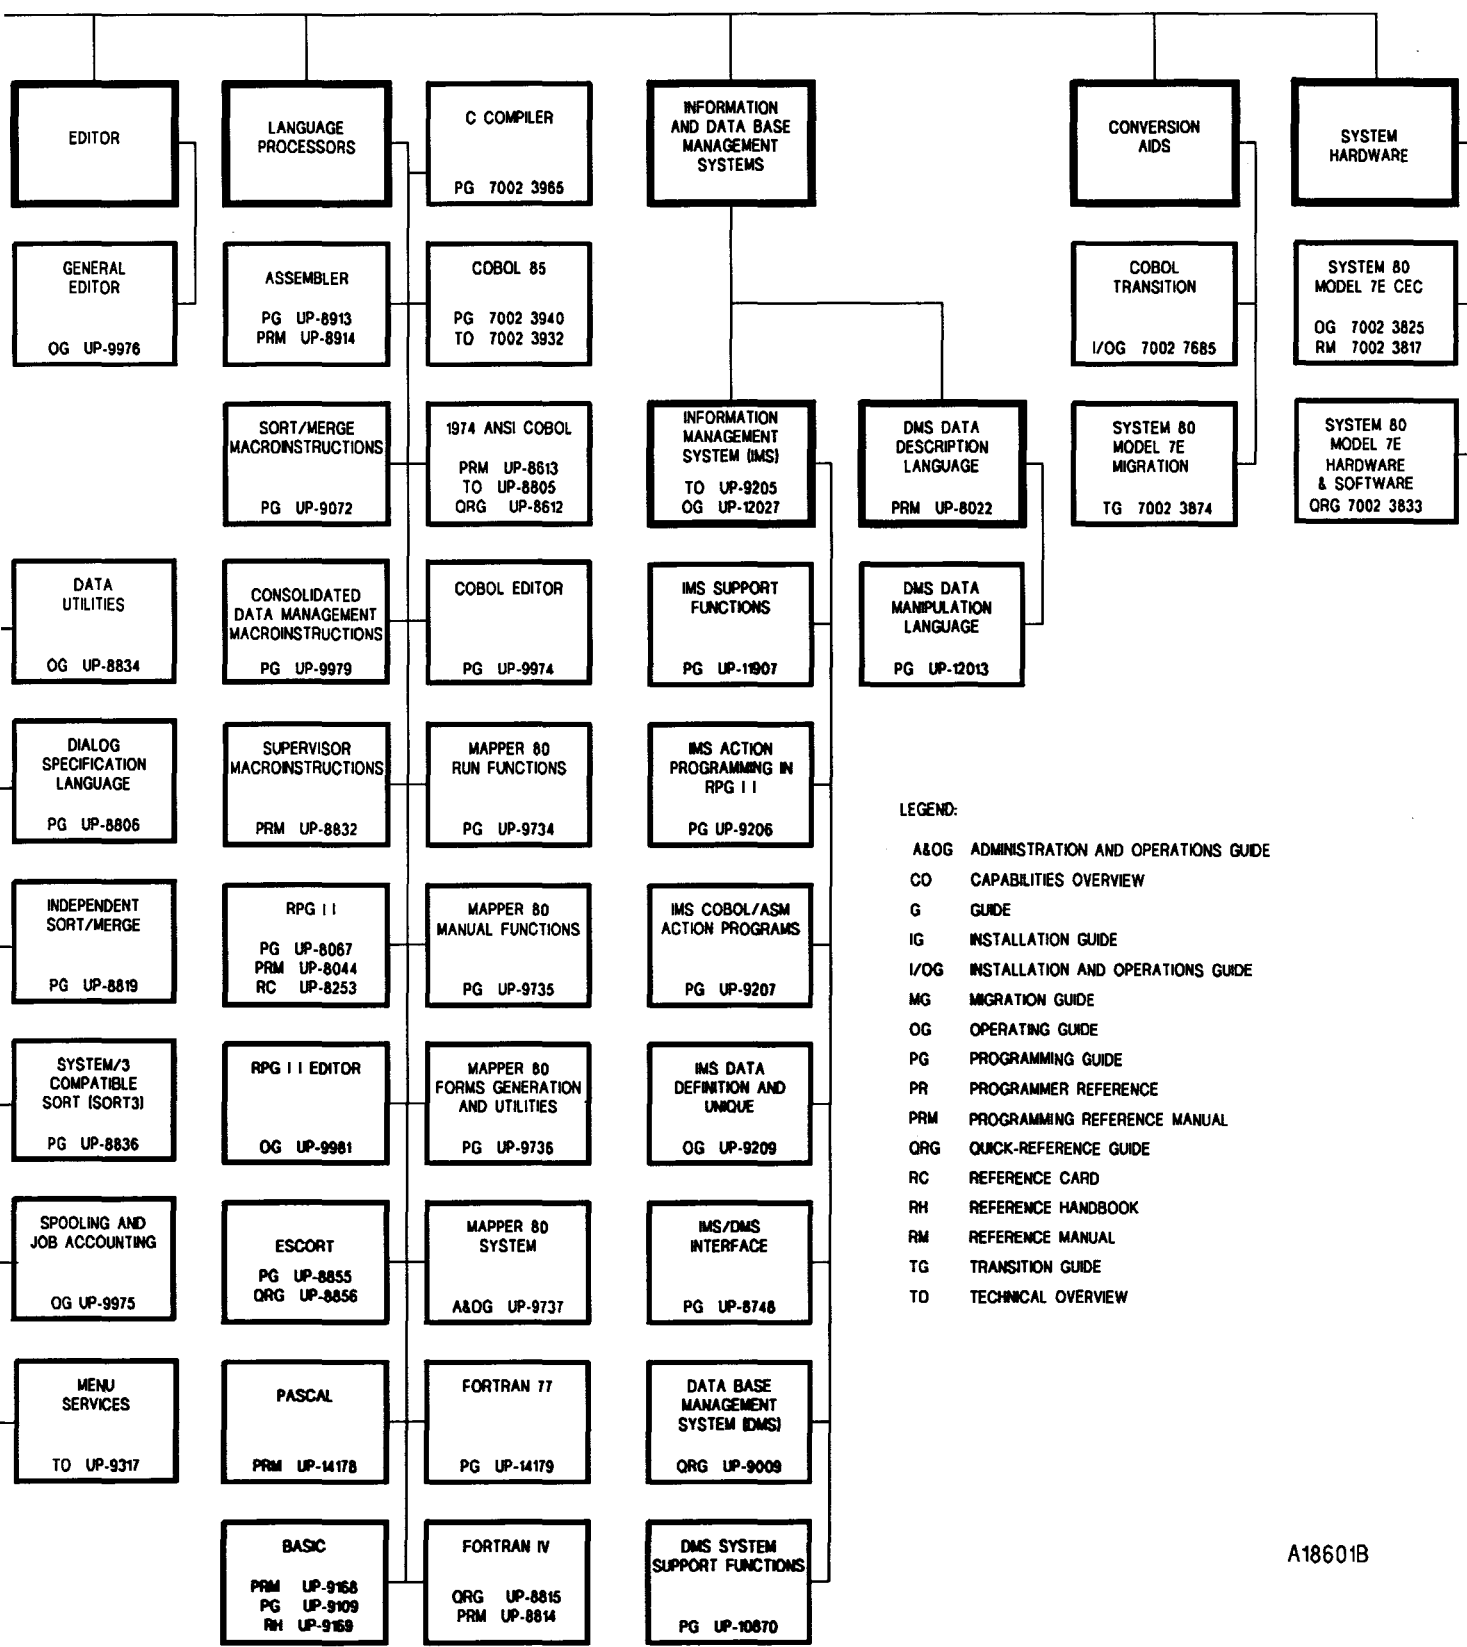 EDITOR
LANGUAGE
PROCESSORS
C COMPILER
PG 7002 3965
INFORMATION
AND DATA BASE
MANAGEMENT
SYSTEMS
CONVERSION
AIDS
SYSTEM
HARDWARE
GENERAL
EDITOR
OG UP-9976
ASSEMBLER
PG UP-8913
PRM UP-8914
COBOL 85
PG 7002 3940
TO 7002 3932
COBOL
TRANSITION
I/OG 7002 7685
SYSTEM 80
MODEL 7E CEC
OG 7002 3825
RM 7002 3817
SORT/MERGE
MACROINSTRUCTIONS
PG UP-9072
1974 ANSI COBOL
PRM UP-8613
TO UP-8805
QRG UP-8612
INFORMATION
MANAGEMENT
SYSTEM (IMS)
TO UP-9205
OG UP-12027
DMS DATA
DESCRIPTION
LANGUAGE
PRM UP-8022
SYSTEM 80
MODEL 7E
MIGRATION
TG 7002 3874
SYSTEM 80
MODEL 7E
HARDWARE
& SOFTWARE
QRG 7002 3833
DATA
UTILITIES
OG UP-8834
CONSOLIDATED
DATA MANAGEMENT
MACROINSTRUCTIONS
PG UP-9979
COBOL EDITOR
PG UP-9974
IMS SUPPORT
FUNCTIONS
PG UP-11907
DMS DATA
MANIPULATION
LANGUAGE
PG UP-12013
DIALOG
SPECIFICATION
LANGUAGE
PG UP-8806
SUPERVISOR
MACROINSTRUCTIONS
PRM UP-8832
MAPPER 80
RUN FUNCTIONS
PG UP-9734
IMS ACTION
PROGRAMMING IN
RPG II
PG UP-9206
INDEPENDENT
SORT/MERGE
PG UP-8819
RPG II
PG UP-8067
PRM UP-8044
RC UP-8253
MAPPER 80
MANUAL FUNCTIONS
PG UP-9735
IMS COBOL/ASM
ACTION PROGRAMS
PG UP-9207
SYSTEM/3
COMPATIBLE
SORT (SORT3)
PG UP-8836
RPG II EDITOR
OG UP-9981
MAPPER 80
FORMS GENERATION
AND UTILITIES
PG UP-9736
IMS DATA
DEFINITION AND
UNIQUE
OG UP-9209
SPOOLING AND
JOB ACCOUNTING
OG UP-9975
ESCORT
PG UP-8855
QRG UP-8856
MAPPER 80
SYSTEM
A&OG UP-9737
IMS/DMS
INTERFACE
PG UP-8748
MENU
SERVICES
TO UP-9317
PASCAL
PRM UP-14178
FORTRAN 77
PG UP-14179
DATA BASE
MANAGEMENT
SYSTEM (DMS)
QRG UP-9009
BASIC
PRM UP-9168
PG UP-9109
RH UP-9169
FORTRAN IV
QRG UP-8815
PRM UP-8814
DMS SYSTEM
SUPPORT FUNCTIONS
PG UP-10870
LEGEND:
A&OG ADMINISTRATION AND OPERATIONS GUIDE
CO CAPABILITIES OVERVIEW
G GUIDE
IG INSTALLATION GUIDE
I/OG INSTALLATION AND OPERATIONS GUIDE
MG MIGRATION GUIDE
OG OPERATING GUIDE
PG PROGRAMMING GUIDE
PR PROGRAMMER REFERENCE
PRM PROGRAMMING REFERENCE MANUAL
QRG QUICK-REFERENCE GUIDE
RC REFERENCE CARD
RH REFERENCE HANDBOOK
RM REFERENCE MANUAL
TG TRANSITION GUIDE
TO TECHNICAL OVERVIEW
A18601B